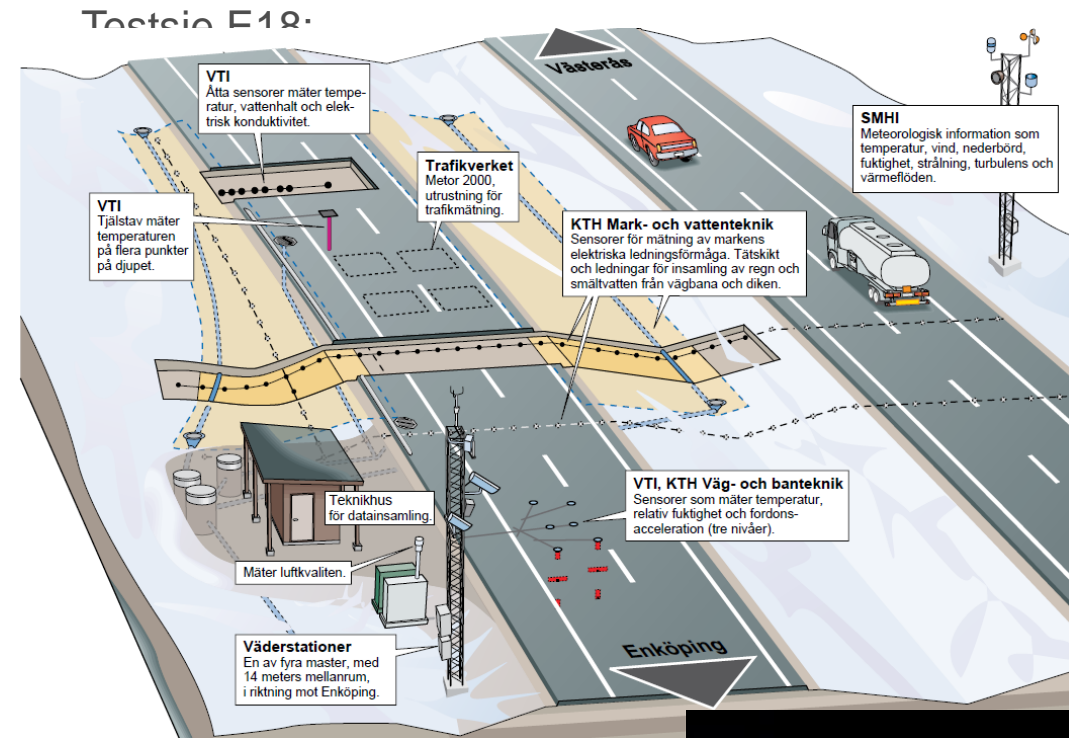 Testsje E18:
Västerås
VTI
Åtta sensorer mäter tempe-
ratur, vattenhalt och elek-
trisk konduktivitet.
SMHI
Meteorologisk information som
temperatur, vind, nederbörd,
fuktighet, strålning, turbulens och
värmeflöden.
Trafikverket
Metor 2000,
utrustning för
trafikmätning.
VTI
Tjälstav mäter
temperaturen
på flera punkter
på djupet.
KTH Mark- och vattenteknik
Sensorer för mätning av markens
elektriska ledningsförmåga. Tätskikt
och ledningar för insamling av regn och
smältvatten från vägbana och diken.
VTI, KTH Väg- och banteknik
Sensorer som mäter temperatur,
relativ fuktighet och fordons-
acceleration (tre nivåer).
Teknikhus
för datainsamling.
Mäter luftkvaliten.
Väderstationer
En av fyra master, med
14 meters mellanrum,
i riktning mot Enköping.
Enköping